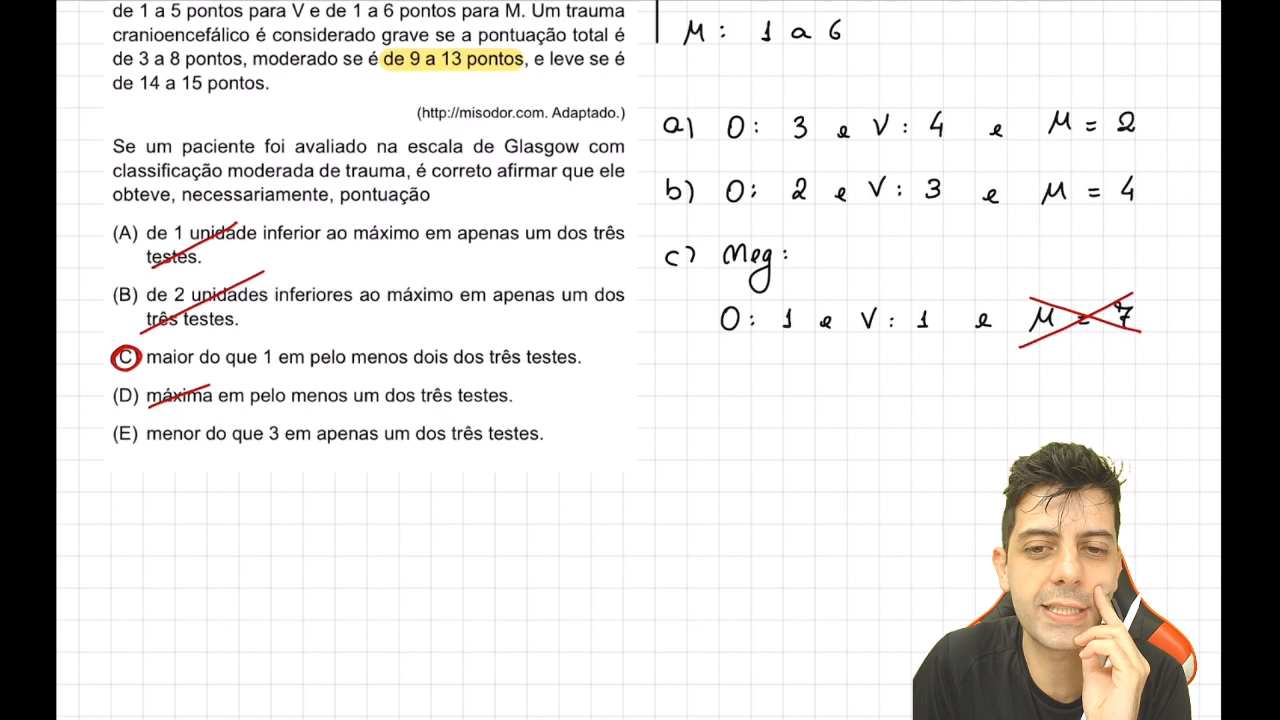 de 1 a 5 pontos para V e de 1 a 6 pontos para M. Um trauma
cranioencefálico é considerado grave se a pontuação total é
de 3 a 8 pontos, moderado se é de 9 a 13 pontos, e leve se é
de 14 a 15 pontos.
(http://misodor.com. Adaptado.)
Se um paciente foi avaliado na escala de Glasgow com
classificação moderada de trauma, é correto afirmar que ele
obteve, necessariamente, pontuação
(A) de 1 unidade inferior ao máximo em apenas um dos três
testes.
(B) de 2 unidades inferiores ao máximo em apenas um dos
três testes.
(C) maior do que 1 em pelo menos dois dos três testes.
(D) máxima em pelo menos um dos três testes.
(E) menor do que 3 em apenas um dos três testes.
M: 1 a 6
a) O: 3 e V: 4 e M = 2
b) O: 2 e V: 3 e M = 4
c) Neg:
O: 1 e V: 1 e M = 7